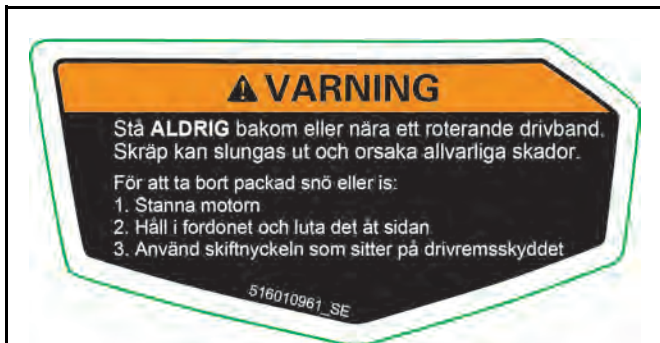 VARNING
Stå ALDRIG bakom eller nära ett roterande drivband.
Skräp kan slungas ut och orsaka allvarliga skador.
För att ta bort packad snö eller is:
1. Stanna motorn
2. Håll i fordonet och luta det åt sidan
3. Använd skiftnyckeln som sitter på drivremsskyddet
516010961_SE